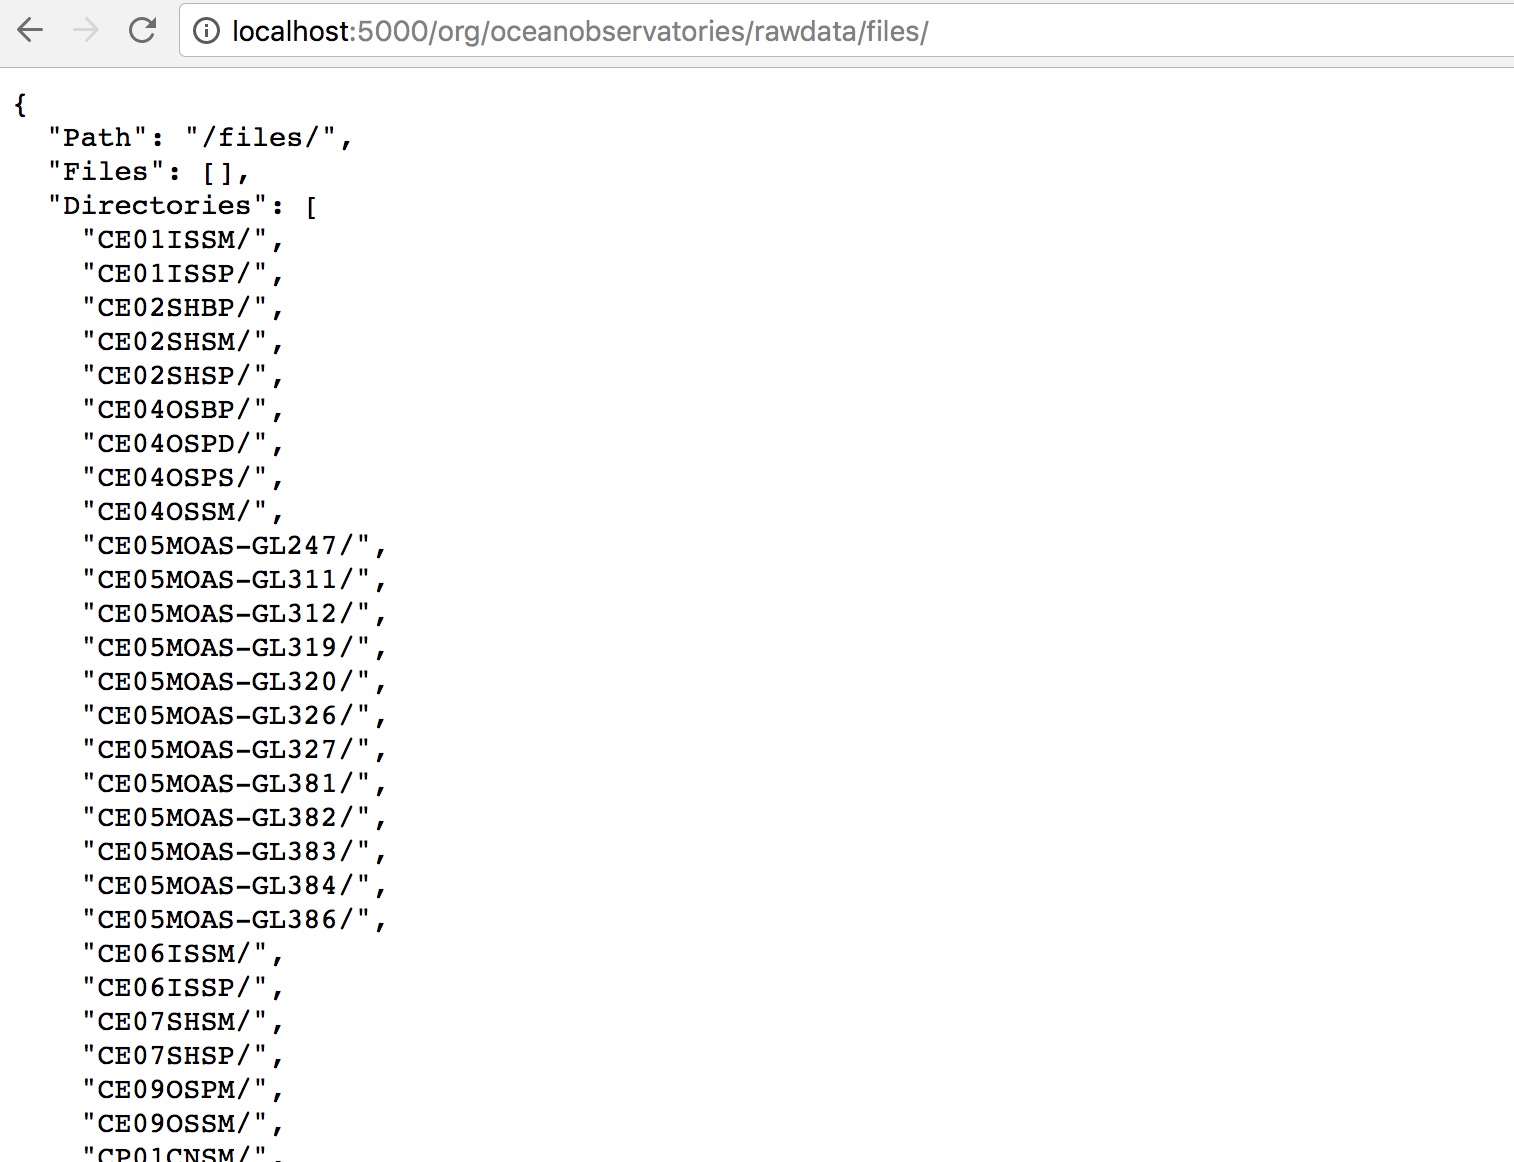 localhost:5000/org/oceanobservatories/rawdata/files/
{
"Path": "/files/",
"Files": [],
"Directories": [
"CE01ISSM/",
"CE01ISSP/",
"CE02SHBP/",
"CE02SHSM/",
"CE02SHSP/",
"CE04OSBP/",
"CE04OSPD/",
"CE04OSPS/",
"CE04OSSM/",
"CE05MOAS-GL247/",
"CE05MOAS-GL311/",
"CE05MOAS-GL312/",
"CE05MOAS-GL319/",
"CE05MOAS-GL320/",
"CE05MOAS-GL326/",
"CE05MOAS-GL327/",
"CE05MOAS-GL381/",
"CE05MOAS-GL382/",
"CE05MOAS-GL383/",
"CE05MOAS-GL384/",
"CE05MOAS-GL386/",
"CE06ISSM/",
"CE06ISSP/",
"CE07SHSM/",
"CE07SHSP/",
"CE09OSPM/",
"CE09OSSM/",
"CP01CNSM/",